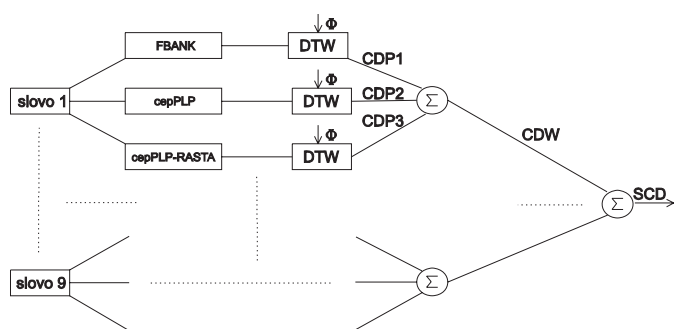 Φ
FBANK
DTW
CDP1
Φ
slovo 1
cepPLP
DTW
CDP2
Σ
Φ
CDP3
CDW
cepPLP-RASTA
DTW
SCD
Σ
slovo 9
Σ